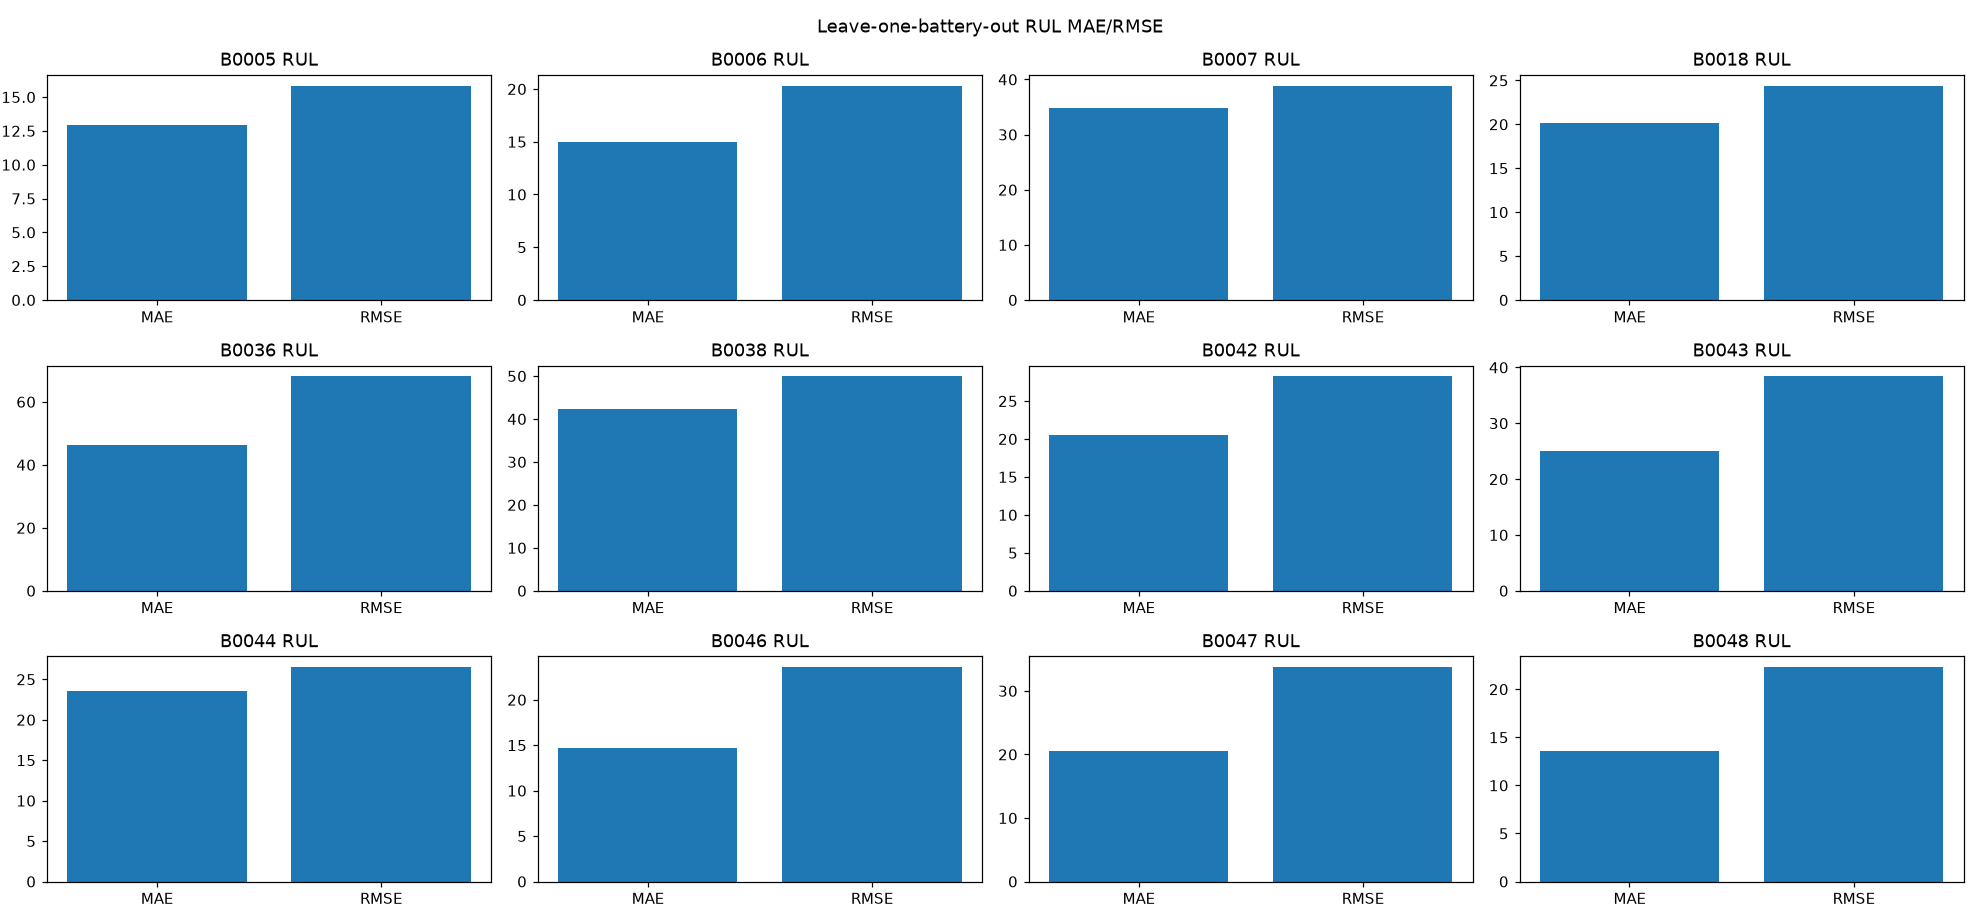 Leave-one-battery-out RUL MAE/RMSE
B0005 RUL
15.0
12.5
10.0
7.5
5.0
2.5
0.0
MAE RMSE
B0006 RUL
20
15
10
5
0
MAE RMSE
B0007 RUL
40
30
20
10
0
MAE RMSE
B0018 RUL
25
20
15
10
5
0
MAE RMSE
B0036 RUL
60
40
20
0
MAE RMSE
B0038 RUL
50
40
30
20
10
0
MAE RMSE
B0042 RUL
25
20
15
10
5
0
MAE RMSE
B0043 RUL
40
30
20
10
0
MAE RMSE
B0044 RUL
25
20
15
10
5
0
MAE RMSE
B0046 RUL
20
15
10
5
0
MAE RMSE
B0047 RUL
30
20
10
0
MAE RMSE
B0048 RUL
20
15
10
5
0
MAE RMSE